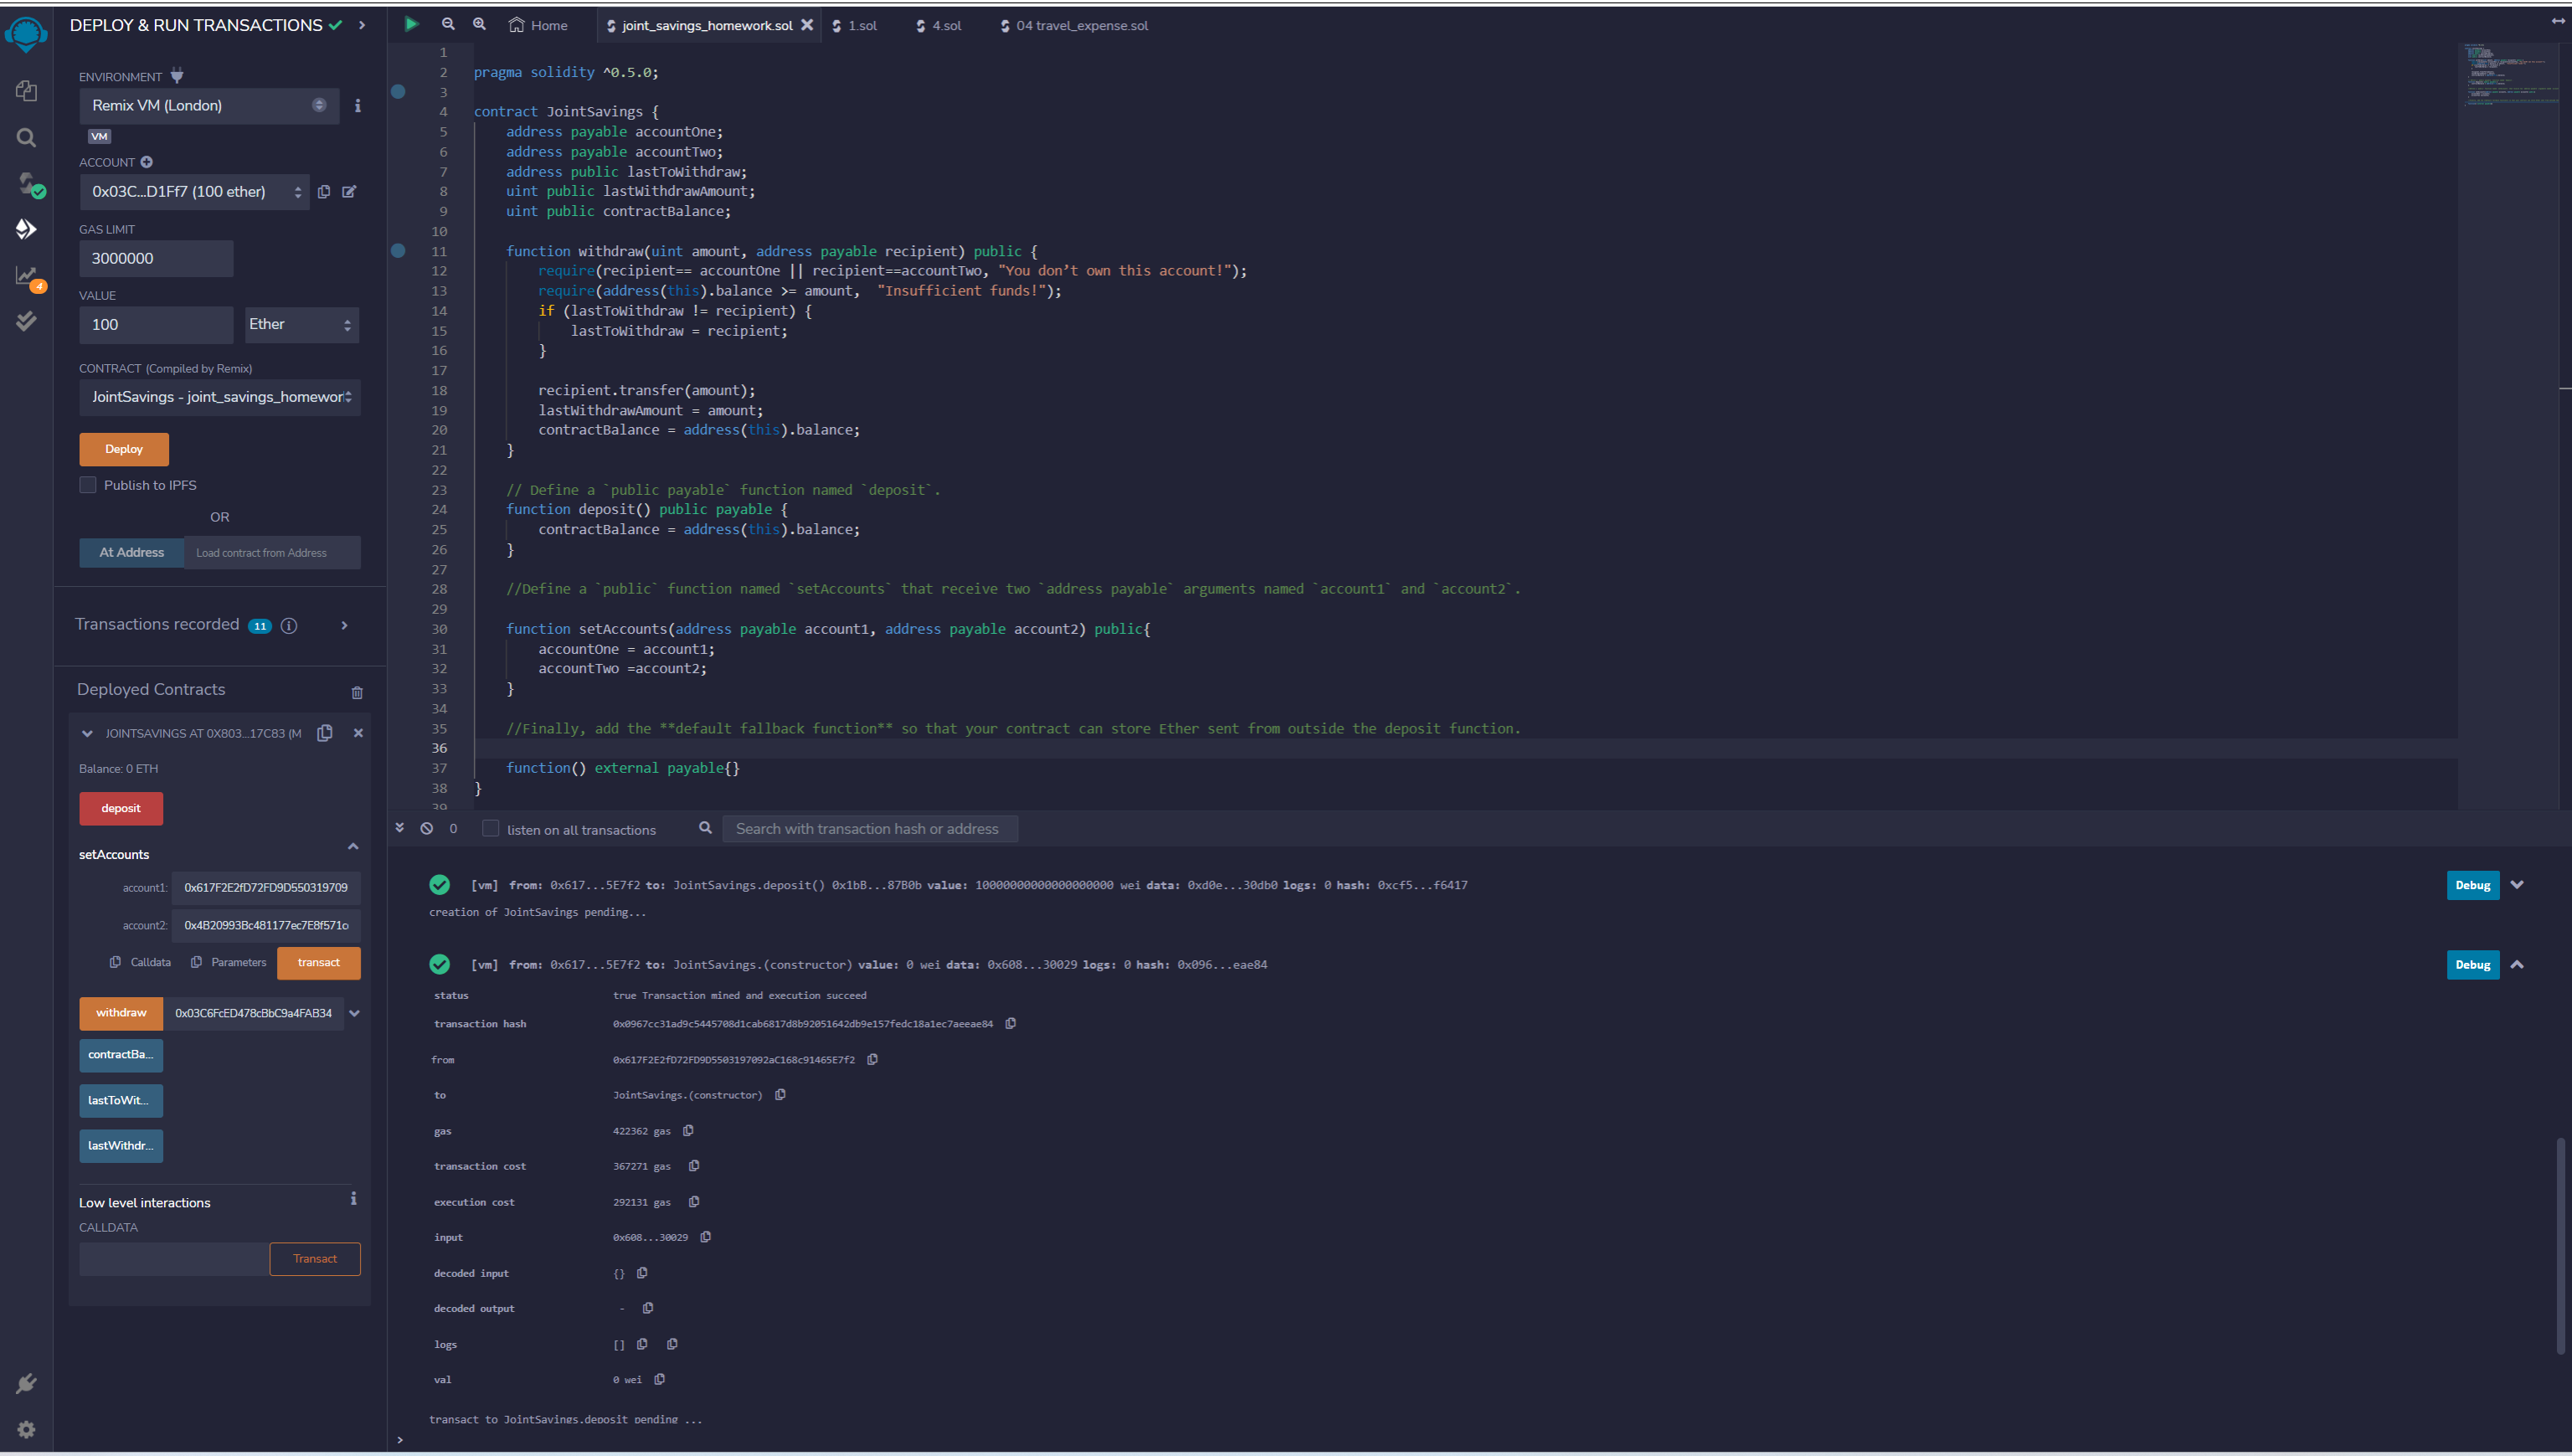 DEPLOY & RUN TRANSACTIONS
ENVIRONMENT
Remix VM (London)
VM
ACCOUNT
0x03C...D1Ff7 (100 ether)
GAS LIMIT
3000000
VALUE
100
Ether
CONTRACT (Compiled by Remix)
JointSavings - joint_savings_homewor
Deploy
Publish to IPFS
OR
At Address
Load contract from Address
Transactions recorded 11
Deployed Contracts
JOINTSAVINGS AT 0X803...17C83 (M
Balance: 0 ETH
deposit
setAccounts
account1: 0x617F2E2fD72FD9D550319709
account2: 0x4B20993Bc481177ec7E8f571c
Calldata
Parameters
transact
withdraw
0x03C6FcED478cBbC9a4FAB34
contractBa...
lastToWit...
lastWithdr...
Low level interactions
CALLDATA
Transact
4
Home
joint_savings_homework.sol
1.sol
4.sol
04 travel_expense.sol
1
2 pragma solidity ^0.5.0;
3
4 contract JointSavings {
5 address payable accountOne;
6 address payable accountTwo;
7 address public lastToWithdraw;
8 uint public lastWithdrawAmount;
9 uint public contractBalance;
10
11 function withdraw(uint amount, address payable recipient) public {
12 require(recipient== accountOne || recipient==accountTwo, "You don’t own this account!");
13 require(address(this).balance >= amount,  "Insufficient funds!");
14 if (lastToWithdraw != recipient) {
15 lastToWithdraw = recipient;
16 }
17
18 recipient.transfer(amount);
19 lastWithdrawAmount = amount;
20 contractBalance = address(this).balance;
21 }
22
23 // Define a `public payable` function named `deposit`.
24 function deposit() public payable {
25 contractBalance = address(this).balance;
26 }
27
28 //Define a `public` function named `setAccounts` that receive two `address payable` arguments named `account1` and `account2`.
29
30 function setAccounts(address payable account1, address payable account2) public{
31 accountOne = account1;
32 accountTwo =account2;
33 }
34
35 //Finally, add the **default fallback function** so that your contract can store Ether sent from outside the deposit function.
36
37 function() external payable{}
38 }
39
0
listen on all transactions
Search with transaction hash or address
[vm] from: 0x617...5E7f2 to: JointSavings.deposit() 0x1bB...87B0b value: 10000000000000000000 wei data: 0xd0e...30db0 logs: 0 hash: 0xcf5...f6417
Debug
creation of JointSavings pending...
[vm] from: 0x617...5E7f2 to: JointSavings.(constructor) value: 0 wei data: 0x608...30029 logs: 0 hash: 0x096...eae84
Debug
status true Transaction mined and execution succeed
transaction hash 0x0967cc31ad9c5445708d1cab6817d8b92051642db9e157fedc18a1ec7aeeae84
from 0x617F2E2fD72FD9D5503197092aC168c91465E7f2
to JointSavings.(constructor)
gas 422362 gas
transaction cost 367271 gas
execution cost 292131 gas
input 0x608...30029
decoded input {}
decoded output -
logs []
val 0 wei
transact to JointSavings.deposit pending ...
>